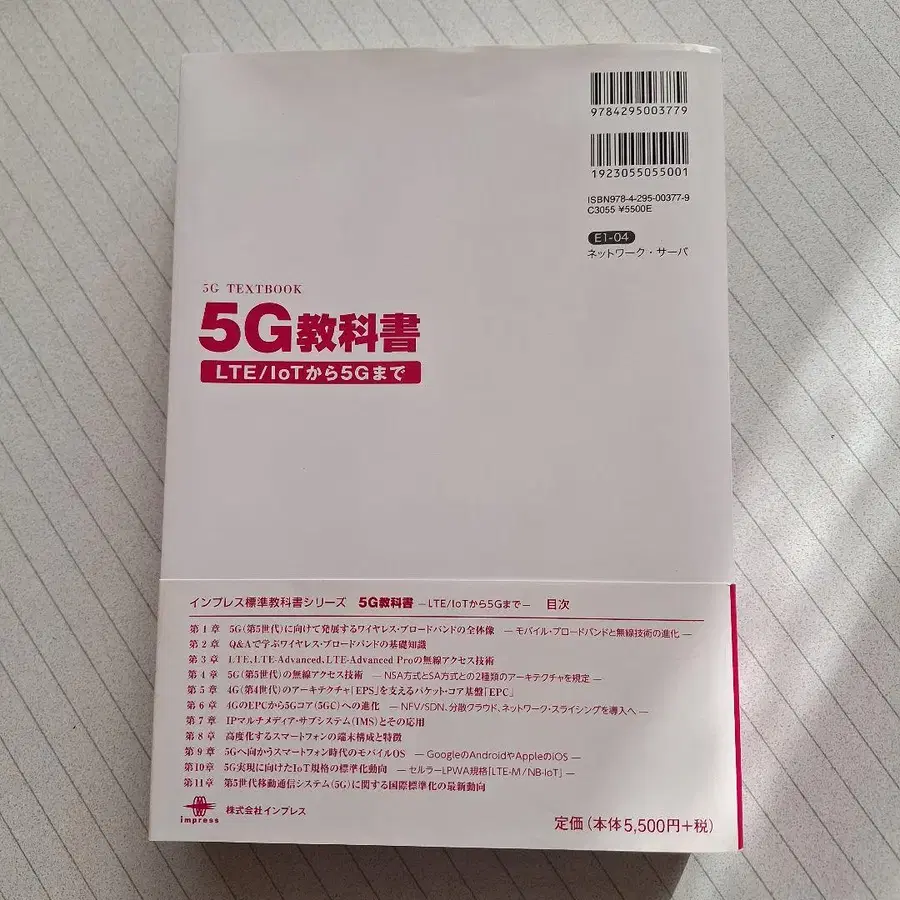 9784295003779
1923055055001
ISBN978-4-295-00377-9
C3055 ¥5500E
E1-04
ネットワーク・サーバ
5G TEXTBOOK
5G教科書
LTE/IoTから5Gまで
インプレス標準教科書シリーズ 5G教科書 —LTE/IoTから5Gまで— 目次
第1章 5G(第5世代)に向けて発展するワイヤレス・ブロードバンドの全体像 —モバイル・ブロードバンドと無線技術の進化—
第2章 Q&Aで学ぶワイヤレス・ブロードバンドの基礎知識
第3章 LTE、LTE-Advanced、LTE-Advanced Proの無線アクセス技術
第4章 5G(第5世代)の無線アクセス技術 —NSA方式とSA方式との2種類のアーキテクチャを規定—
第5章 4G(第4世代)のアーキテクチャ「EPS」を支えるパケット・コア基盤「EPC」
第6章 4GのEPCから5Gコア(5GC)への進化 —NFV/SDN、分散クラウド、ネットワーク・スライシングを導入へ—
第7章 IPマルチメディア・サブシステム(IMS)とその応用
第8章 高度化するスマートフォンの端末構成と特徴
第9章 5Gへ向かうスマートフォン時代のモバイルOS —GoogleのAndroidやAppleのiOS—
第10章 5G実現に向けたIoT規格の標準化動向 —セルラーLPWA規格「LTE-M/NB-IoT」—
第11章 第5世代移動通信システム(5G)に関する国際標準化の最新動向
impress 株式会社インプレス
定価(本体5,500円+税)